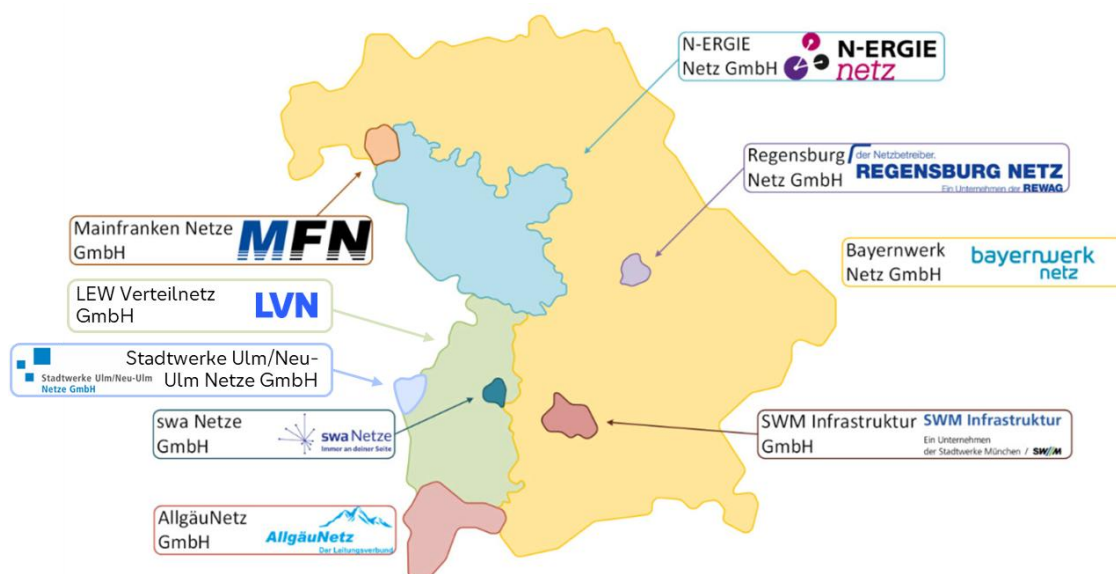 N-ERGIE
Netz GmbH
N-ERGIE
netz
Regensburg
Netz GmbH
der Netzbetreiber.
REGENSBURG NETZ
Ein Unternehmen der REWAG
Mainfranken Netze
GmbH
MFN
Bayernwerk
Netz GmbH
bayernwerk
netz
LEW Verteilnetz
GmbH
LVN
Stadtwerke Ulm/Neu-Ulm
Netze GmbH
Stadtwerke Ulm/Neu-
Ulm Netze GmbH
swa Netze
GmbH
swa Netze
Immer an deiner Seite
SWM Infrastruktur
GmbH
SWM Infrastruktur
Ein Unternehmen
der Stadtwerke München / SWM
AllgäuNetz
GmbH
AllgäuNetz
Der Leitungsverbund